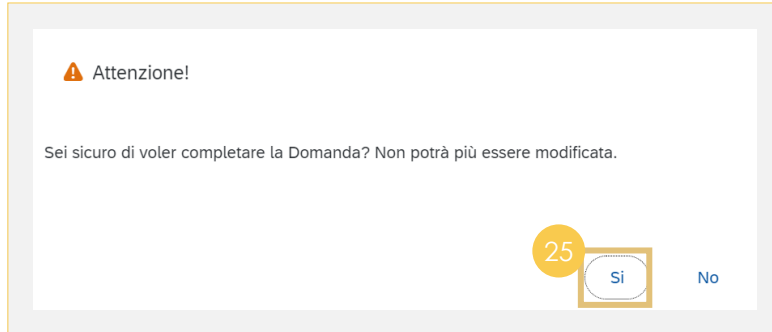 Attenzione!
Sei sicuro di voler completare la Domanda? Non potrà più essere modificata.
25
Si
No